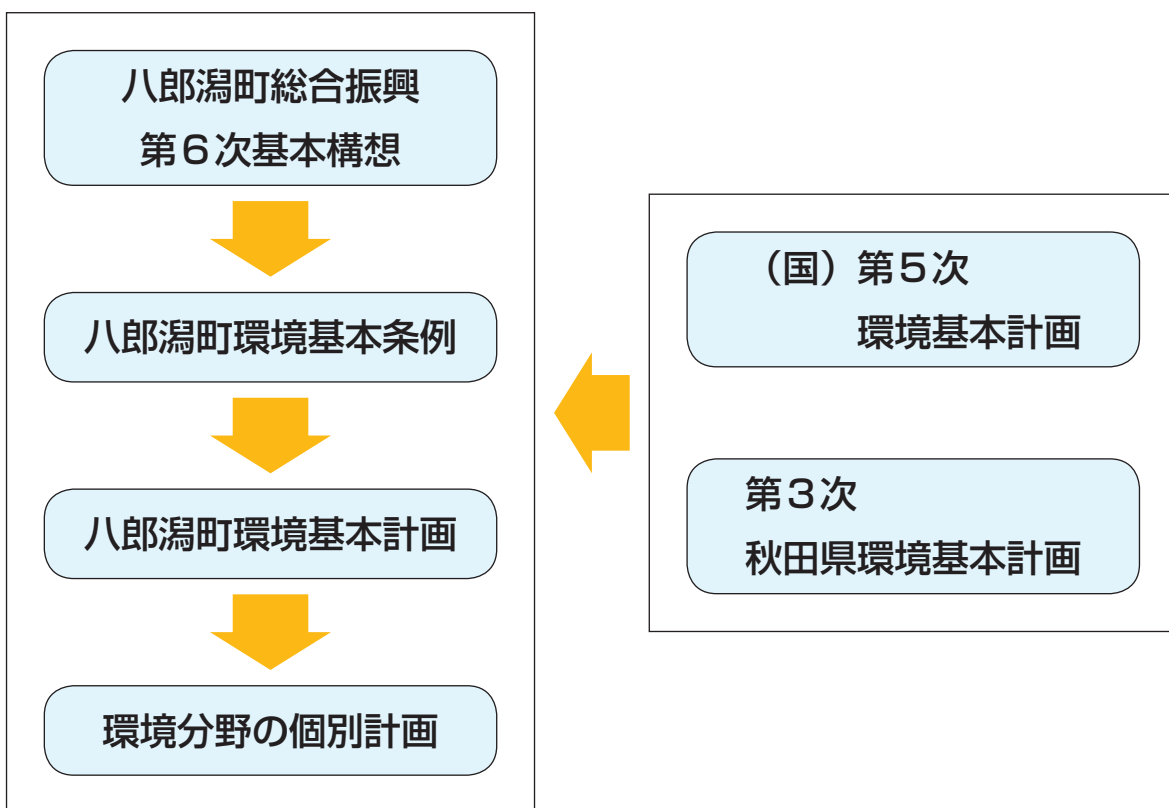 八郎潟町総合振興
第６次基本構想
八郎潟町環境基本条例
八郎潟町環境基本計画
環境分野の個別計画
（国）第５次
環境基本計画
第３次
秋田県環境基本計画